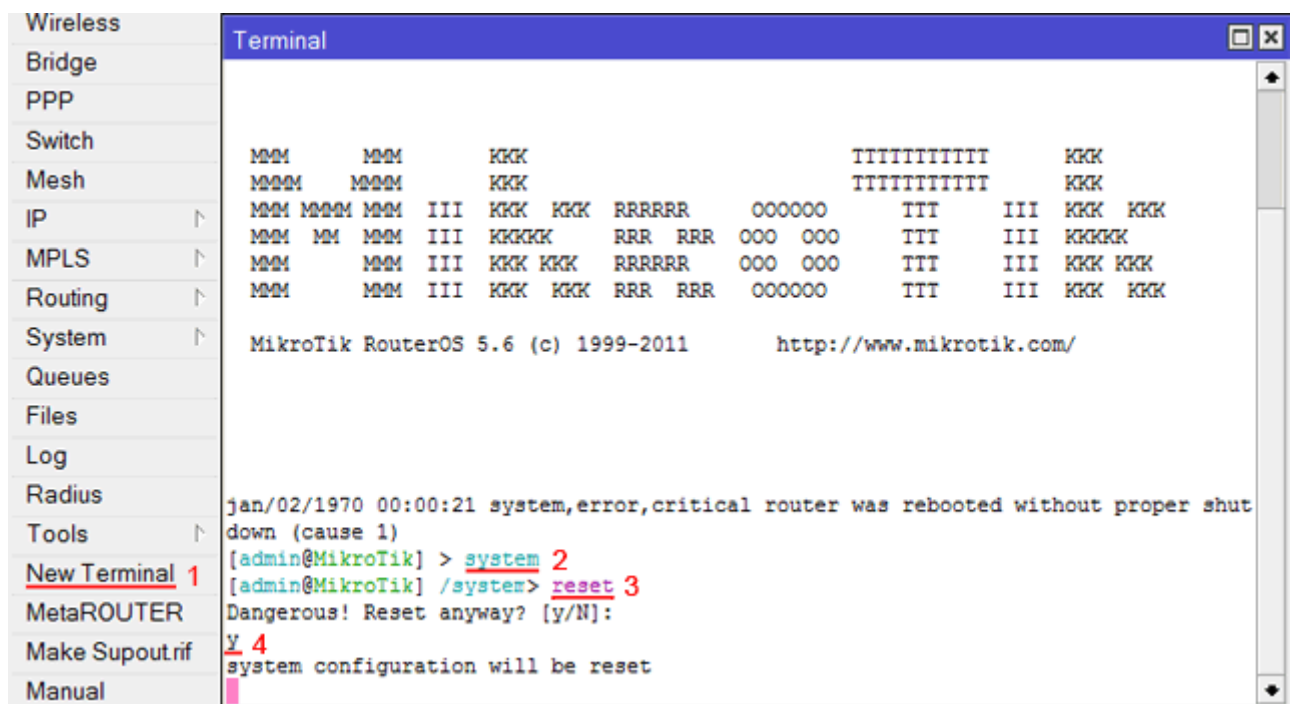 Wireless
Bridge
PPP
Switch
Mesh
IP
MPLS
Routing
System
Queues
Files
Log
Radius
Tools
New Terminal 1
MetaROUTER
Make Supout.rif
Manual
Terminal
MMM      MMM       KKK                          TTTTTTTTTTT      KKK
MMMM    MMMM       KKK                          TTTTTTTTTTT      KKK
MMM MMMM MMM  III  KKK  KKK  RRRRRR     OOOOOO      TTT     III  KKK  KKK
MMM  MM  MMM  III  KKKKK     RRR  RRR  OOO  OOO     TTT     III  KKKKK
MMM      MMM  III  KKK KKK   RRRRRR    OOO  OOO     TTT     III  KKK KKK
MMM      MMM  III  KKK  KKK  RRR  RRR   OOOOOO      TTT     III  KKK  KKK
MikroTik RouterOS 5.6 (c) 1999-2011       http://www.mikrotik.com/
jan/02/1970 00:00:21 system,error,critical router was rebooted without proper shut
down (cause 1)
[admin@MikroTik] > system 2
[admin@MikroTik] /system> reset 3
Dangerous! Reset anyway? [y/N]:
y 4
system configuration will be reset